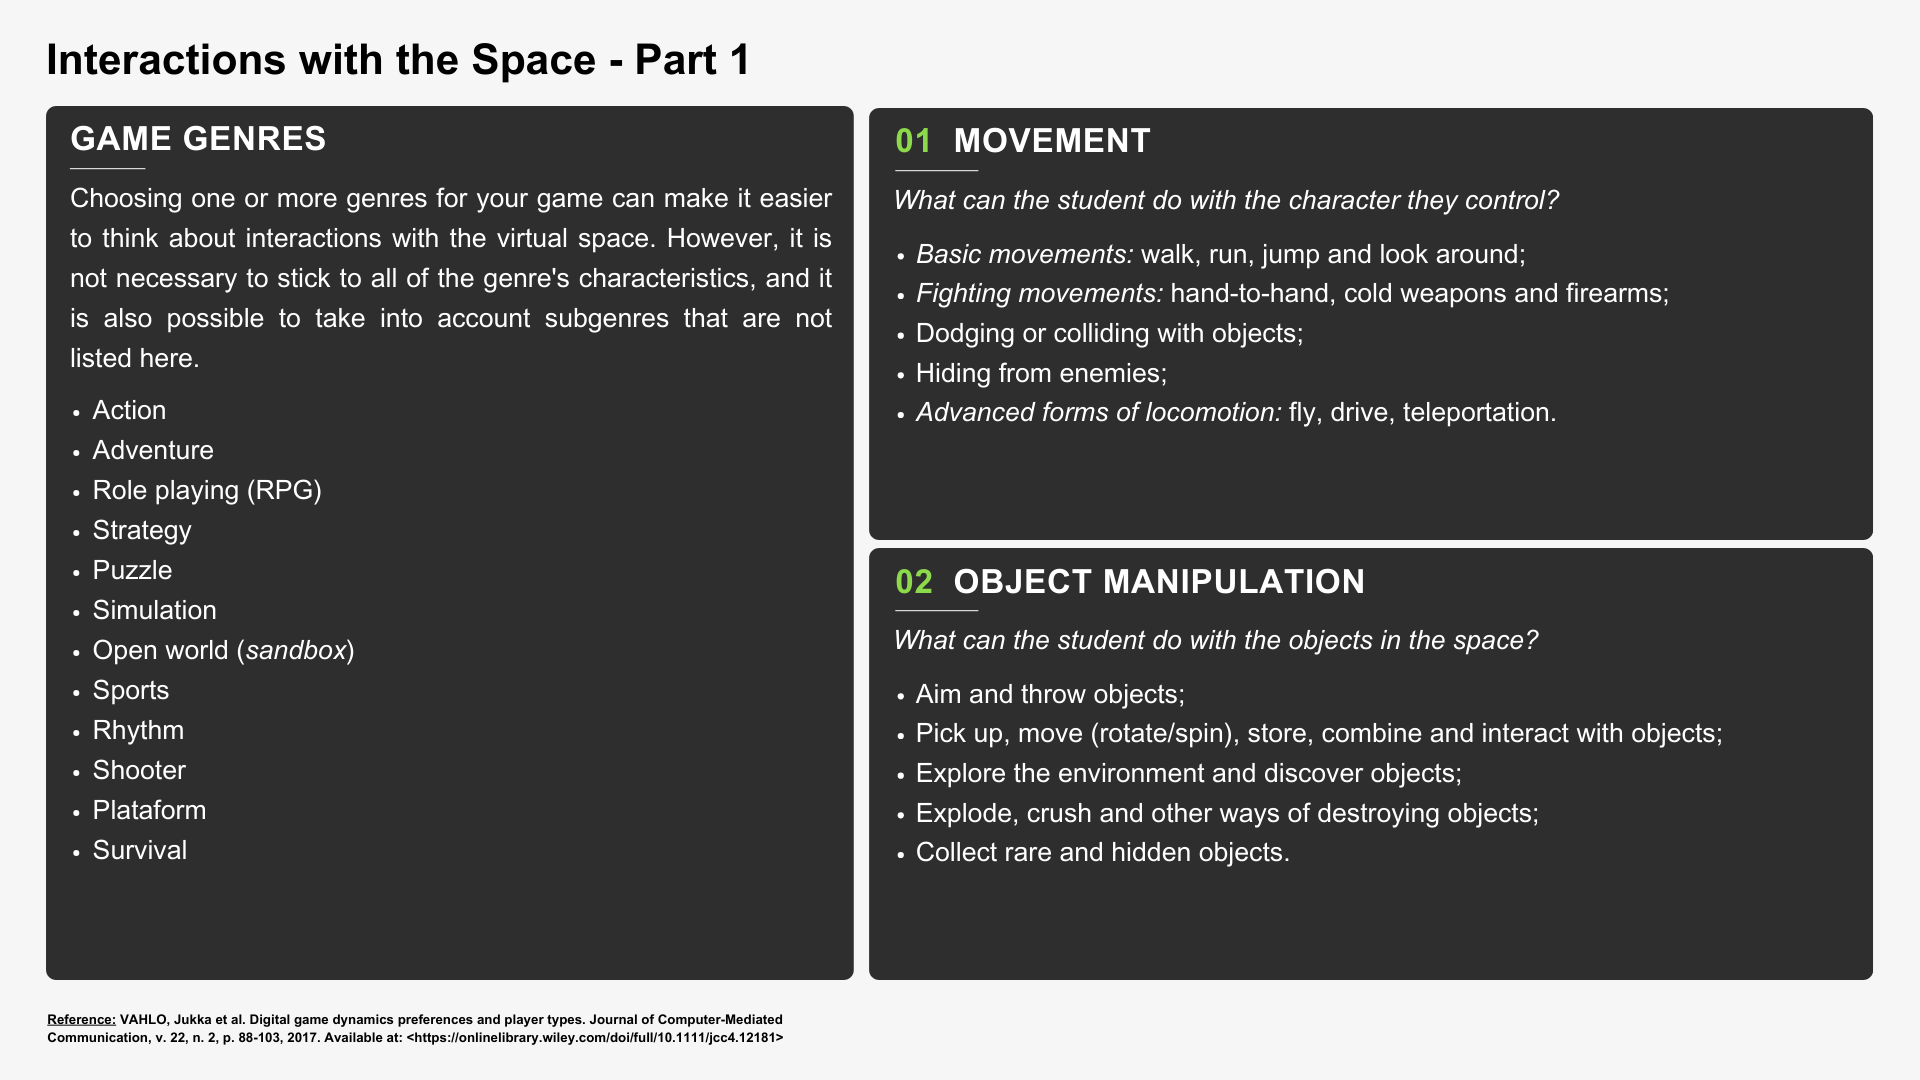 Interactions with the Space - Part 1
GAME GENRES
Choosing one or more genres for your game can make it easier
to think about interactions with the virtual space. However, it is
not necessary to stick to all of the genre's characteristics, and it
is also possible to take into account subgenres that are not
listed here.
• Action
• Adventure
• Role playing (RPG)
• Strategy
• Puzzle
• Simulation
• Open world (sandbox)
• Sports
• Rhythm
• Shooter
• Plataform
• Survival
01 MOVEMENT
What can the student do with the character they control?
• Basic movements: walk, run, jump and look around;
• Fighting movements: hand-to-hand, cold weapons and firearms;
• Dodging or colliding with objects;
• Hiding from enemies;
• Advanced forms of locomotion: fly, drive, teleportation.
02 OBJECT MANIPULATION
What can the student do with the objects in the space?
• Aim and throw objects;
• Pick up, move (rotate/spin), store, combine and interact with objects;
• Explore the environment and discover objects;
• Explode, crush and other ways of destroying objects;
• Collect rare and hidden objects.
Reference: VAHLO, Jukka et al. Digital game dynamics preferences and player types. Journal of Computer-Mediated
Communication, v. 22, n. 2, p. 88-103, 2017. Available at: <https://onlinelibrary.wiley.com/doi/full/10.1111/jcc4.12181>